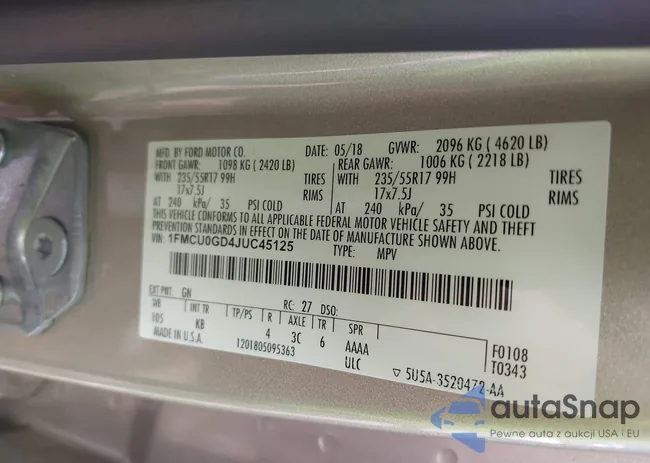 MFD. BY FORD MOTOR CO. DATE: 05/18 GVWR: 2096 KG ( 4620 LB)
FRONT GAWR: 1098 KG ( 2420 LB) REAR GAWR: 1006 KG ( 2218 LB)
WITH 235/55R17 99H TIRES WITH 235/55R17 99H TIRES
17x7.5J RIMS 17x7.5J RIMS
AT 240 kPa/ 35 PSI COLD AT 240 kPa/ 35 PSI COLD
THIS VEHICLE CONFORMS TO ALL APPLICABLE FEDERAL MOTOR VEHICLE SAFETY AND THEFT
PREVENTION STANDARDS IN EFFECT ON THE DATE OF MANUFACTURE SHOWN ABOVE.
VIN: 1FMCU0GD4JUC45125 TYPE: MPV
EXT PNT: GN RC: 27 DSO:
WB INT TR TP/PS R AXLE TR SPR
105 KB 4 3C 6 AAAA
MADE IN U.S.A. 1201805095363 ULC
F0108
T0343
▽ 5U5A-3520472-AA
autoSnap
Pewne auta z aukcji USA i EU